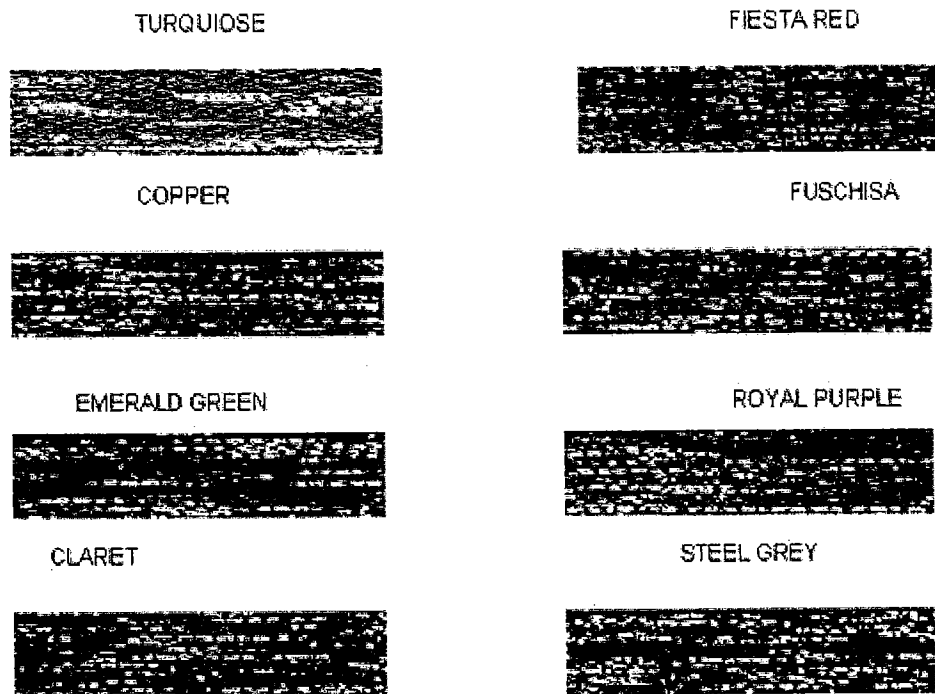 TURQUIOSE
FIESTA RED
COPPER
FUSCHISA
EMERALD GREEN
ROYAL PURPLE
CLARET
STEEL GREY